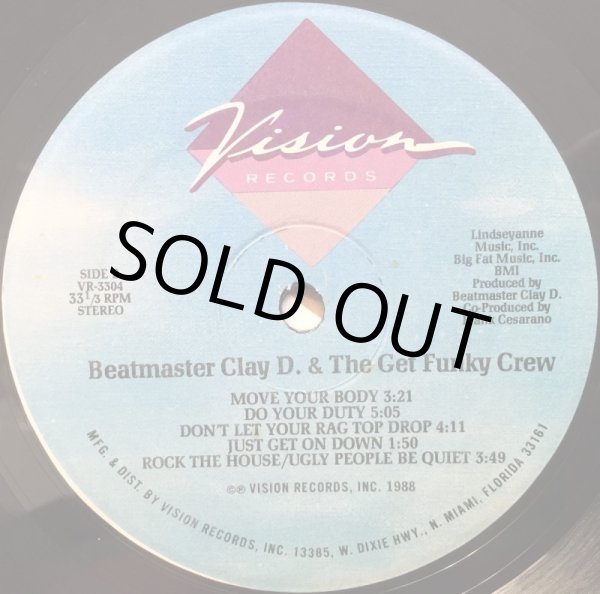 Vision
RECORDS
SIDE
VR-3304
33 1/3 RPM
STEREO
Lindseyanne
Music, Inc.
Big Fat Music, Inc.
BMI
Produced by
Beatmaster Clay D.
Co-Produced by
Cesarano
SOLD OUT
Beatmaster Clay D. & The Get Funky Crew
MOVE YOUR BODY 3:21
DO YOUR DUTY 5:05
DON'T LET YOUR RAG TOP DROP 4:11
JUST GET ON DOWN 1:50
ROCK THE HOUSE/UGLY PEOPLE BE QUIET 3:49
©℗ VISION RECORDS, INC. 1988
MFG. & DIST. BY VISION RECORDS, INC. 13385, W. DIXIE HWY., N. MIAMI, FLORIDA 33161